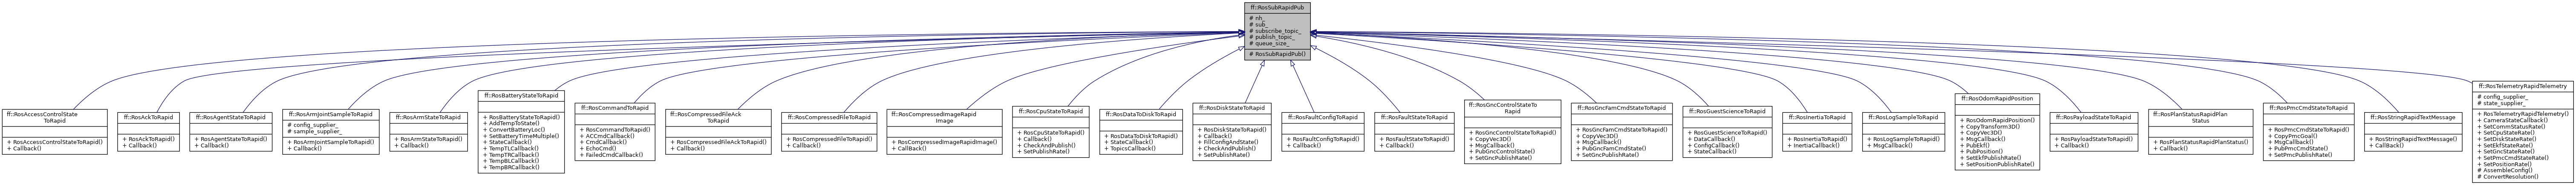 ff::RosSubRapidPub
# nh_
# sub_
# subscribe_topic_
# publish_topic_
# queue_size_
# RosSubRapidPub()
ff::RosAccessControlState
ToRapid
+ RosAccessControlStateToRapid()
+ Callback()
ff::RosAckToRapid
+ RosAckToRapid()
+ Callback()
ff::RosAgentStateToRapid
+ RosAgentStateToRapid()
+ Callback()
ff::RosArmJointSampleToRapid
# config_supplier_
# sample_supplier_
+ RosArmJointSampleToRapid()
+ Callback()
ff::RosArmStateToRapid
+ RosArmStateToRapid()
+ Callback()
ff::RosBatteryStateToRapid
+ RosBatteryStateToRapid()
+ AddTempToState()
+ ConvertBatteryLoc()
+ SetBatteryTimeMultiple()
+ StateCallback()
+ TempTLCallback()
+ TempTRCallback()
+ TempBLCallback()
+ TempBRCallback()
ff::RosCommandToRapid
+ RosCommandToRapid()
+ ACCmdCallback()
+ CmdCallback()
+ EchoCmd()
+ FailedCmdCallback()
ff::RosCompressedFileAck
ToRapid
+ RosCompressedFileAckToRapid()
+ Callback()
ff::RosCompressedFileToRapid
+ RosCompressedFileToRapid()
+ Callback()
ff::RosCompressedImageRapid
Image
+ RosCompressedImageRapidImage()
+ CallBack()
ff::RosCpuStateToRapid
+ RosCpuStateToRapid()
+ Callback()
+ CheckAndPublish()
+ SetPublishRate()
ff::RosDataToDiskToRapid
+ RosDataToDiskToRapid()
+ StateCallback()
+ TopicsCallback()
ff::RosDiskStateToRapid
+ RosDiskStateToRapid()
+ Callback()
+ FillConfigAndState()
+ CheckAndPublish()
+ SetPublishRate()
ff::RosFaultConfigToRapid
+ RosFaultConfigToRapid()
+ Callback()
ff::RosFaultStateToRapid
+ RosFaultStateToRapid()
+ Callback()
ff::RosGncControlStateTo
Rapid
+ RosGncControlStateToRapid()
+ CopyVec3D()
+ MsgCallback()
+ PubGncControlState()
+ SetGncPublishRate()
ff::RosGncFamCmdStateToRapid
+ RosGncFamCmdStateToRapid()
+ CopyVec3D()
+ MsgCallback()
+ PubGncFamCmdState()
+ SetGncPublishRate()
ff::RosGuestScienceToRapid
+ RosGuestScienceToRapid()
+ DataCallback()
+ ConfigCallback()
+ StateCallback()
ff::RosInertiaToRapid
+ RosInertiaToRapid()
+ InertiaCallback()
ff::RosLogSampleToRapid
+ RosLogSampleToRapid()
+ MsgCallback()
ff::RosOdomRapidPosition
+ RosOdomRapidPosition()
+ CopyTransform3D()
+ CopyVec3D()
+ MsgCallback()
+ PubEkf()
+ PubPosition()
+ SetEkfPublishRate()
+ SetPositionPublishRate()
ff::RosPayloadStateToRapid
+ RosPayloadStateToRapid()
+ Callback()
ff::RosPlanStatusRapidPlan
Status
+ RosPlanStatusRapidPlanStatus()
+ Callback()
ff::RosPmcCmdStateToRapid
+ RosPmcCmdStateToRapid()
+ CopyPmcGoal()
+ MsgCallback()
+ PubPmcCmdState()
+ SetPmcPublishRate()
ff::RosStringRapidTextMessage
+ RosStringRapidTextMessage()
+ CallBack()
ff::RosTelemetryRapidTelemetry
# config_supplier_
# state_supplier_
+ RosTelemetryRapidTelemetry()
+ CameraStateCallback()
+ SetCommStatusRate()
+ SetCpuStateRate()
+ SetDiskStateRate()
+ SetEkfStateRate()
+ SetGncStateRate()
+ SetPmcCmdStateRate()
+ SetPositionRate()
# AssembleConfig()
# ConvertResolution()